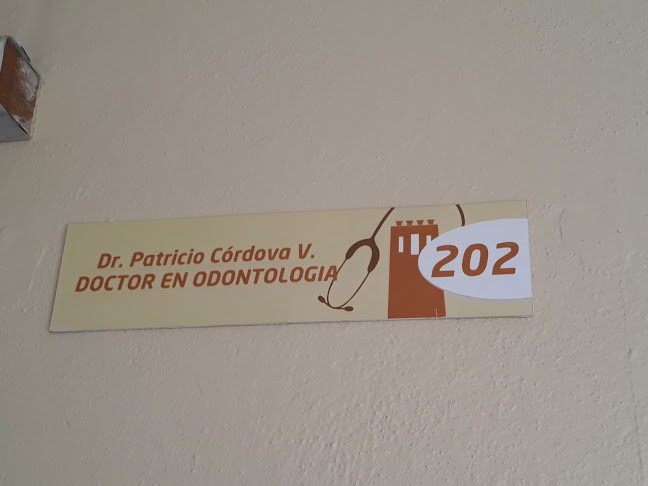 Dr. Patricio Córdova V.
DOCTOR EN ODONTOLOGIA
202